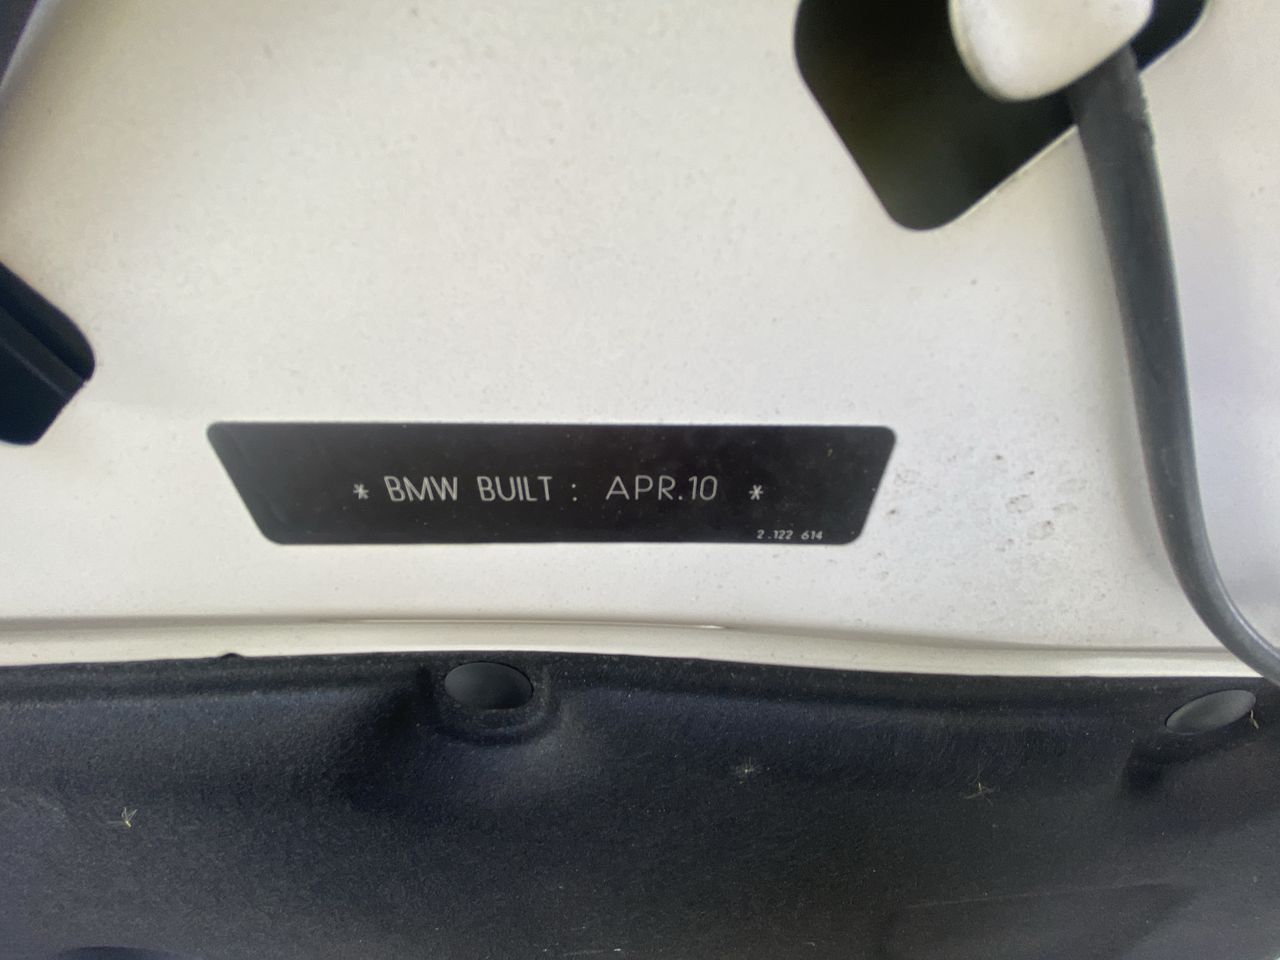 * BMW BUILT : APR.10 *
2.122 614